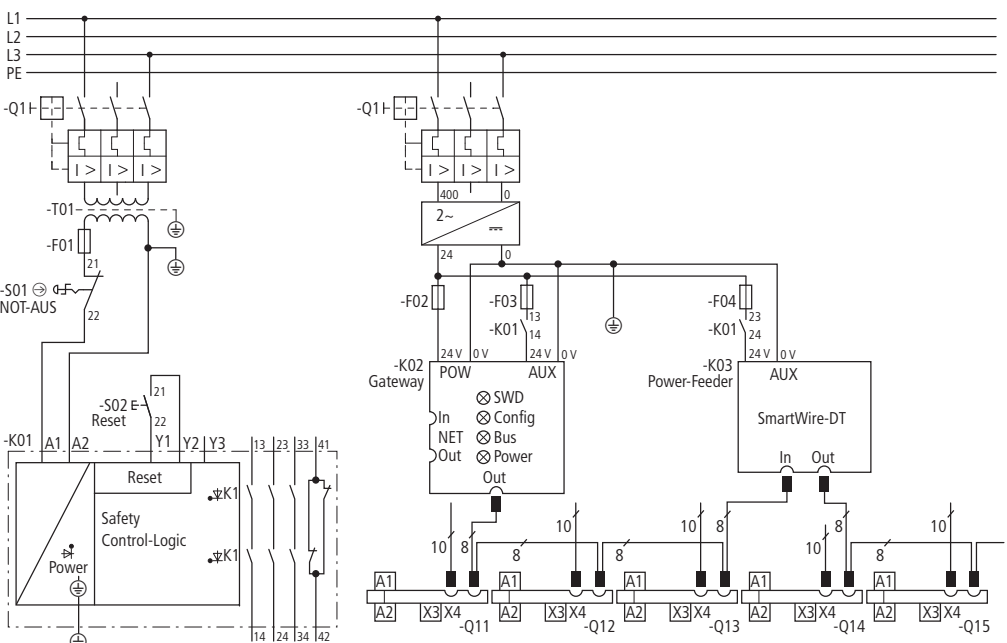 L1
L2
L3
PE
-Q1
-Q1
I > I > I >
I > I > I >
-T01
400 0
2~
24 0
-F01
21
-S01
NOT-AUS
22
-F02
-F03
13
-K01
14
-F04
23
-K01
24
24 V 0 V 24 V 0 V
-K02
Gateway
POW AUX
24 V 0 V
-K03
Power-Feeder
AUX
SWD
In Config
NET Bus
Out Power
Out
SmartWire-DT
In Out
-S02
Reset
21
22
-K01 A1 A2 Y1 Y2 Y3 13 23 33 41
Reset
K1
Safety
Control-Logic
K1
Power
14 24 34 42
10 8 8 10 8 10 8 10 8 8 10
A1 A1 A1 A1 A1
A2 X3 X4 A2 X3 X4 A2 X3 X4 A2 X3 X4 A2 X3 X4
-Q11 -Q12 -Q13 -Q14 -Q15